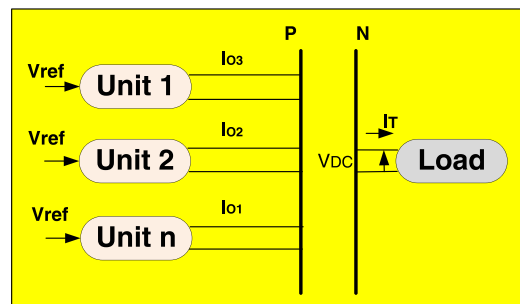 P N
IO3
Vref
Unit 1
IO2
IT
Vref
Unit 2
VDC
Load
IO1
Vref
Unit n